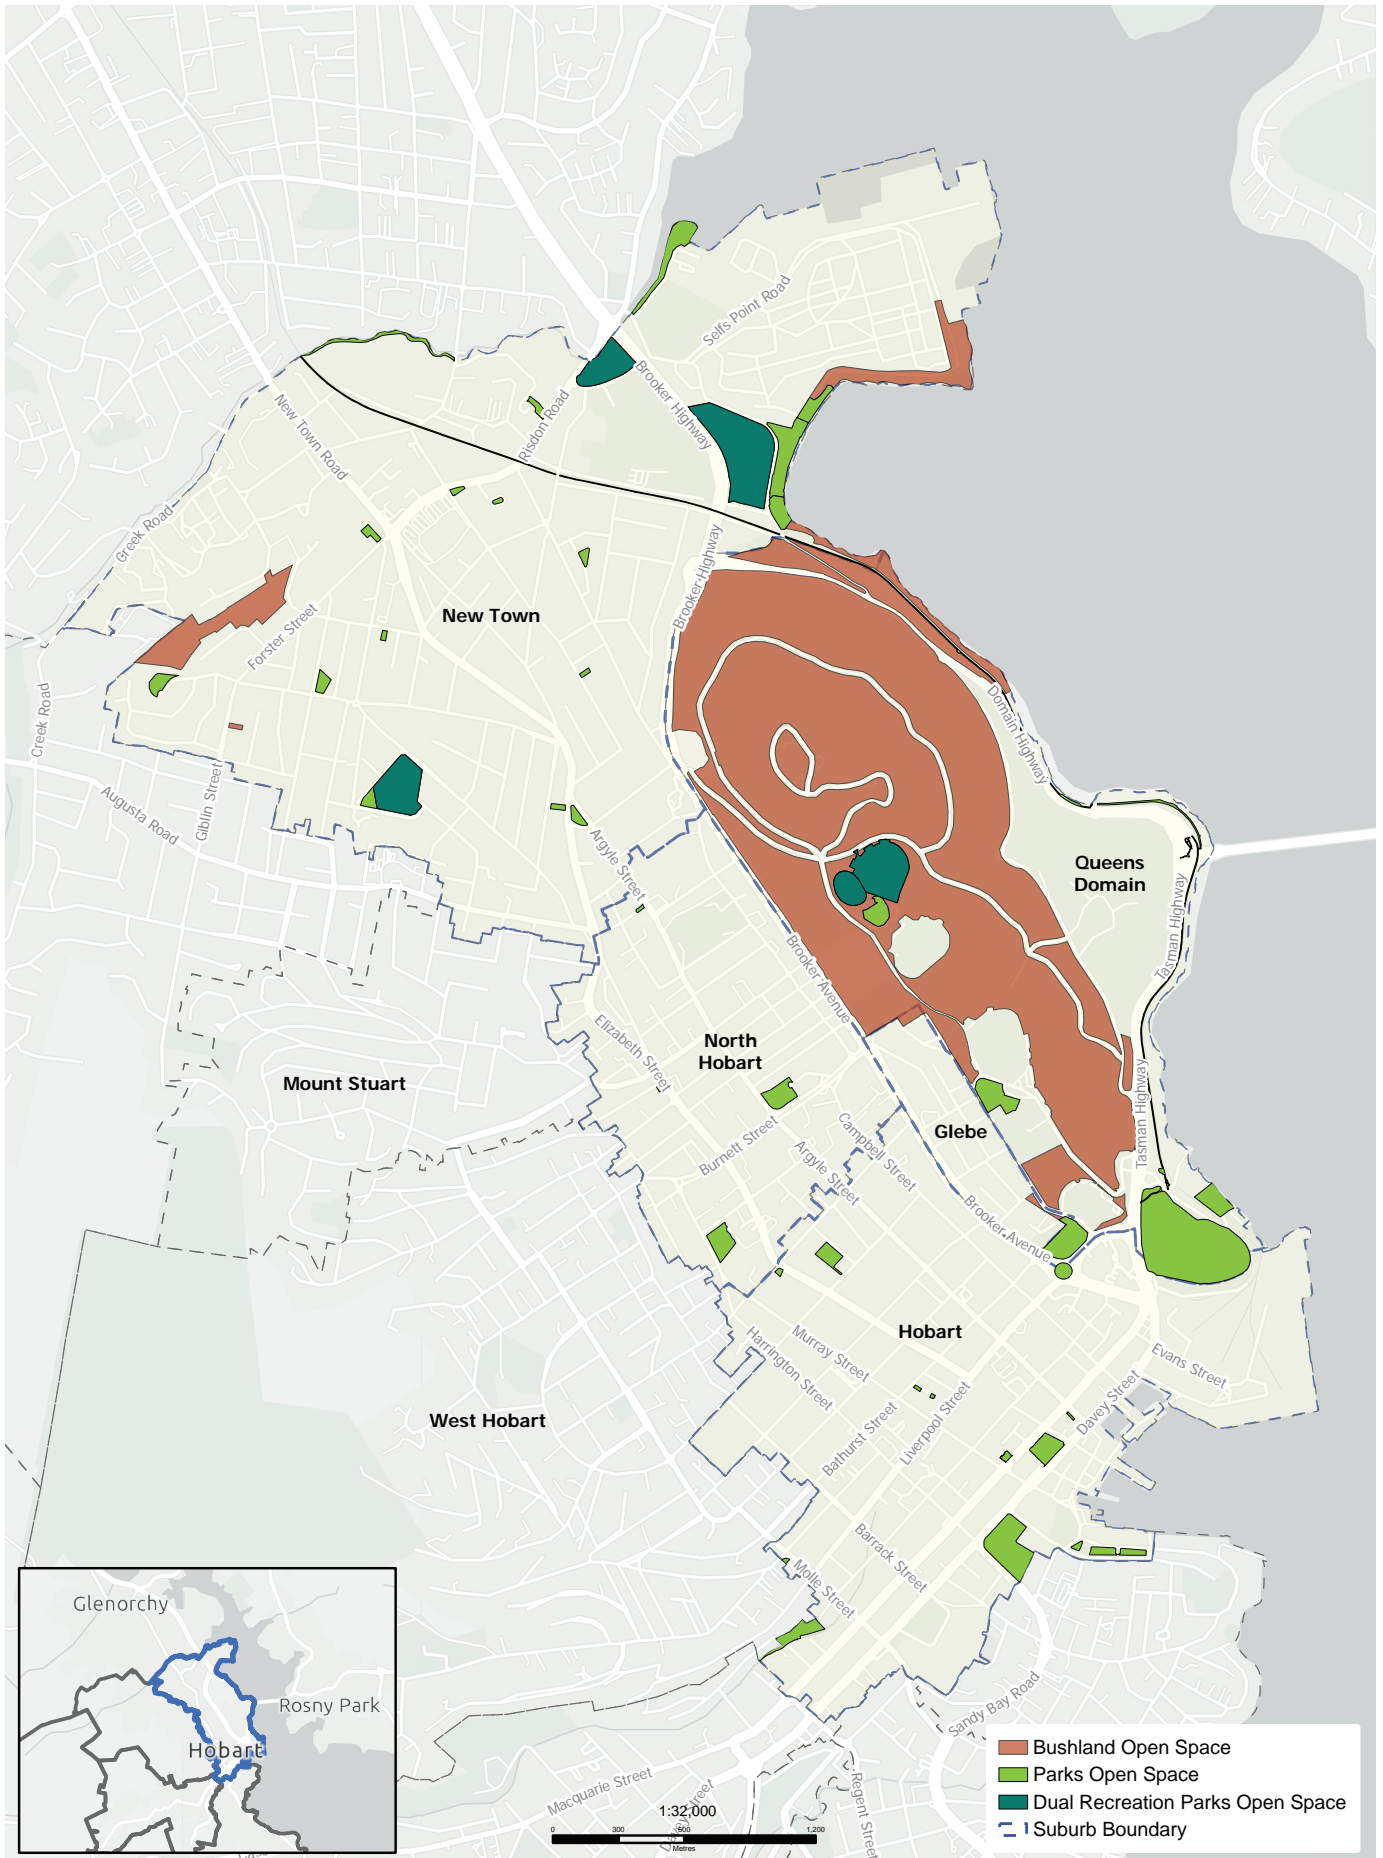 Selfs Point Road
Brooker Highway
Risdon Road
New Town Road
Creek Road
Brooker Highway
New Town
Forster Street
Creek Road
Giblin Street
Augusta Road
Domain Highway
Queens
Domain
Argyle Street
Tasman Highway
Brooker Avenue
Elizabeth Street
North
Hobart
Mount Stuart
Tasman Highway
Glebe
Burnett Street
Campbell Street
Argyle Street
Brooker Avenue
Hobart
Murray Street
Harrington Street
Evans Street
Davey Street
West Hobart
Bathurst Street
Liverpool Street
Barrack Street
Molle Street
Glenorchy
Rosny Park
Hobart
Sandy Bay Road
Macquarie Street
Regent Street
1:32,000
0 300 600 1,200
Metres
Bushland Open Space
Parks Open Space
Dual Recreation Parks Open Space
Suburb Boundary